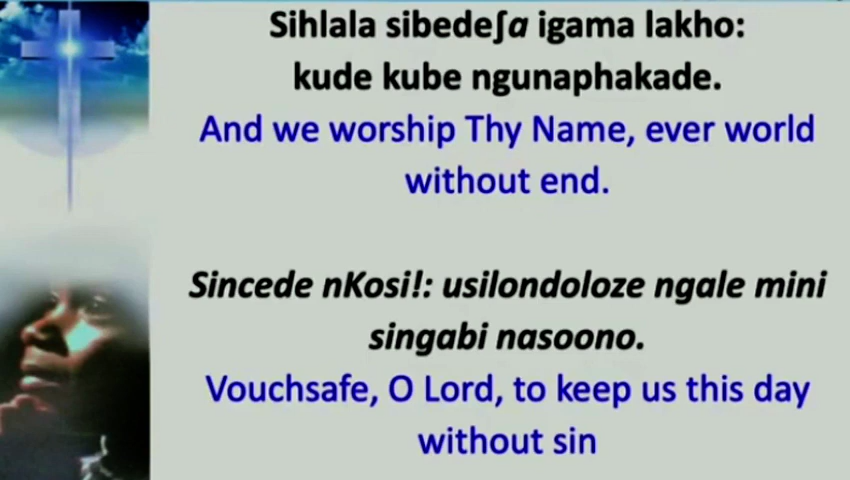 Sihlala sibedeʃa igama lakho:
kude kube ngunaphakade.
And we worship Thy Name, ever world
without end.
Sincede nKosi!: usilondoloze ngale mini
singabi nasoono.
Vouchsafe, O Lord, to keep us this day
without sin